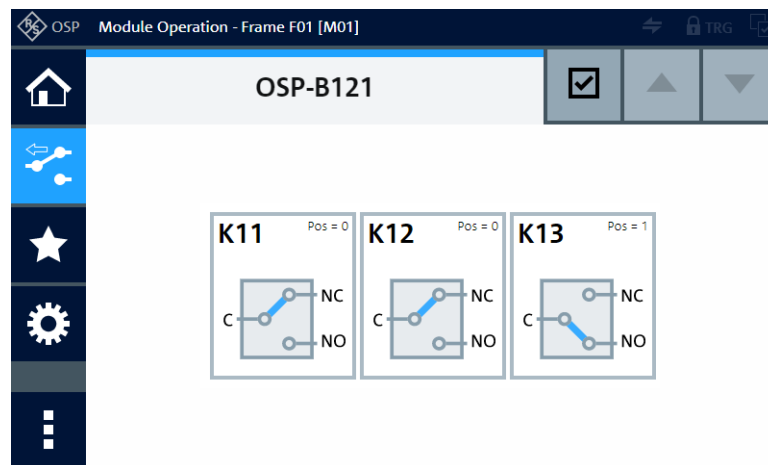 R&S OSP Module Operation - Frame F01 [M01] TRG
OSP-B121
K11 Pos = 0 K12 Pos = 0 K13 Pos = 1
NC NC NC
C C C
NO NO NO